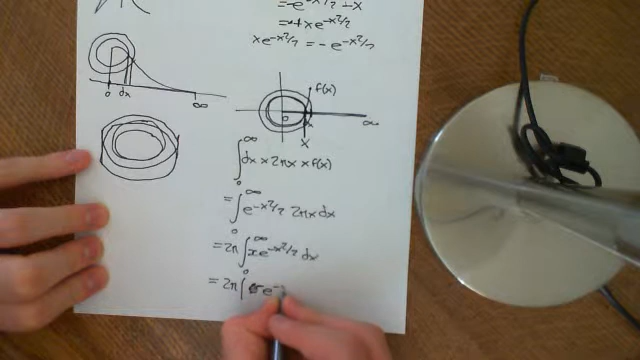 = -e^{-x²/2} · -x
= +xe^{-x²/2}
xe^{-x²/2} = -e^{-x²/2}
0 dx ∞
f(x)
0 ∞
x
∫₀^∞ dx × 2πx × f(x)
= ∫₀^∞ e^{-x²/2} 2πx dx
= 2π ∫₀^∞ xe^{-x²/2} dx
= 2π [ e^-